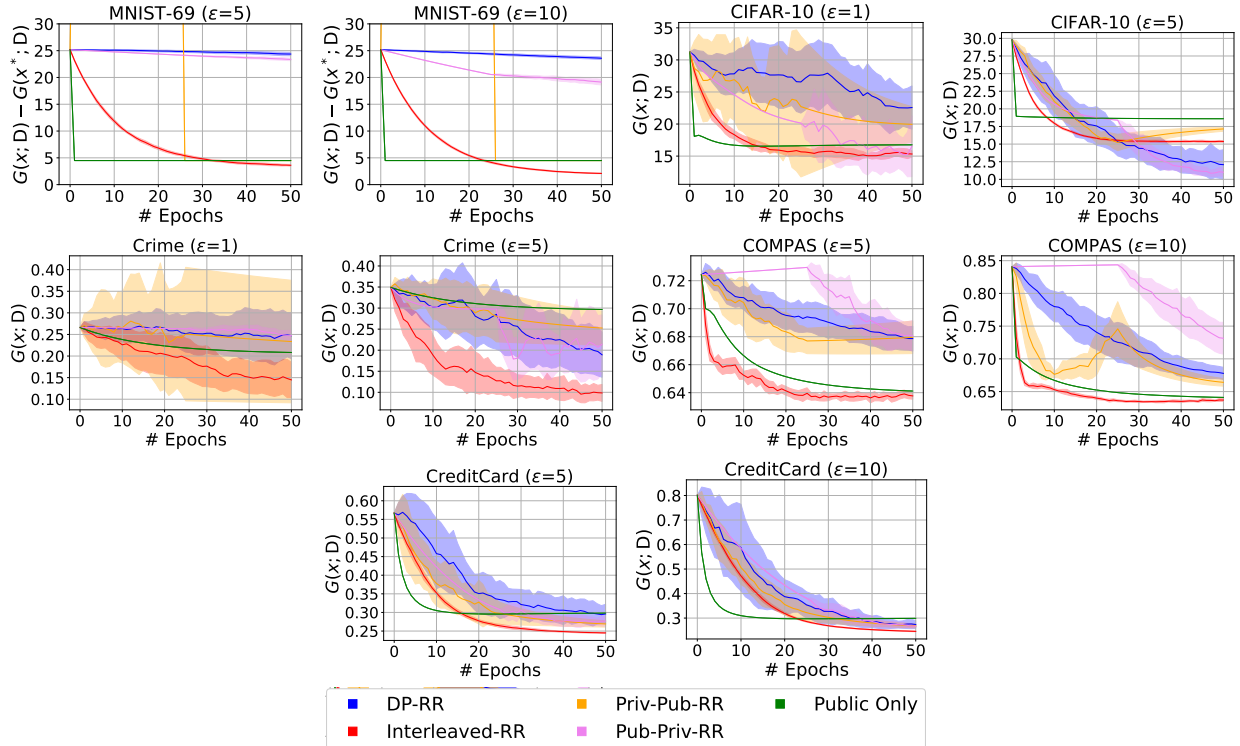 MNIST-69 (ε=5)
G(x; D) − G(x*; D)
30
25
20
15
10
5
0
0 10 20 30 40 50
# Epochs
MNIST-69 (ε=10)
G(x; D) − G(x*; D)
30
25
20
15
10
5
0
0 10 20 30 40 50
# Epochs
CIFAR-10 (ε=1)
G(x; D)
35
30
25
20
15
0 10 20 30 40 50
# Epochs
CIFAR-10 (ε=5)
G(x; D)
30.0
27.5
25.0
22.5
20.0
17.5
15.0
12.5
10.0
0 10 20 30 40 50
# Epochs
Crime (ε=1)
G(x; D)
0.40
0.35
0.30
0.25
0.20
0.15
0.10
0 10 20 30 40 50
# Epochs
Crime (ε=5)
G(x; D)
0.40
0.35
0.30
0.25
0.20
0.15
0.10
0 10 20 30 40 50
# Epochs
COMPAS (ε=5)
G(x; D)
0.72
0.70
0.68
0.66
0.64
0 10 20 30 40 50
# Epochs
COMPAS (ε=10)
G(x; D)
0.85
0.80
0.75
0.70
0.65
0 10 20 30 40 50
# Epochs
CreditCard (ε=5)
G(x; D)
0.60
0.55
0.50
0.45
0.40
0.35
0.30
0.25
0 10 20 30 40 50
# Epochs
CreditCard (ε=10)
G(x; D)
0.8
0.7
0.6
0.5
0.4
0.3
0 10 20 30 40 50
# Epochs
DP-RR Priv-Pub-RR Public Only
Interleaved-RR Pub-Priv-RR